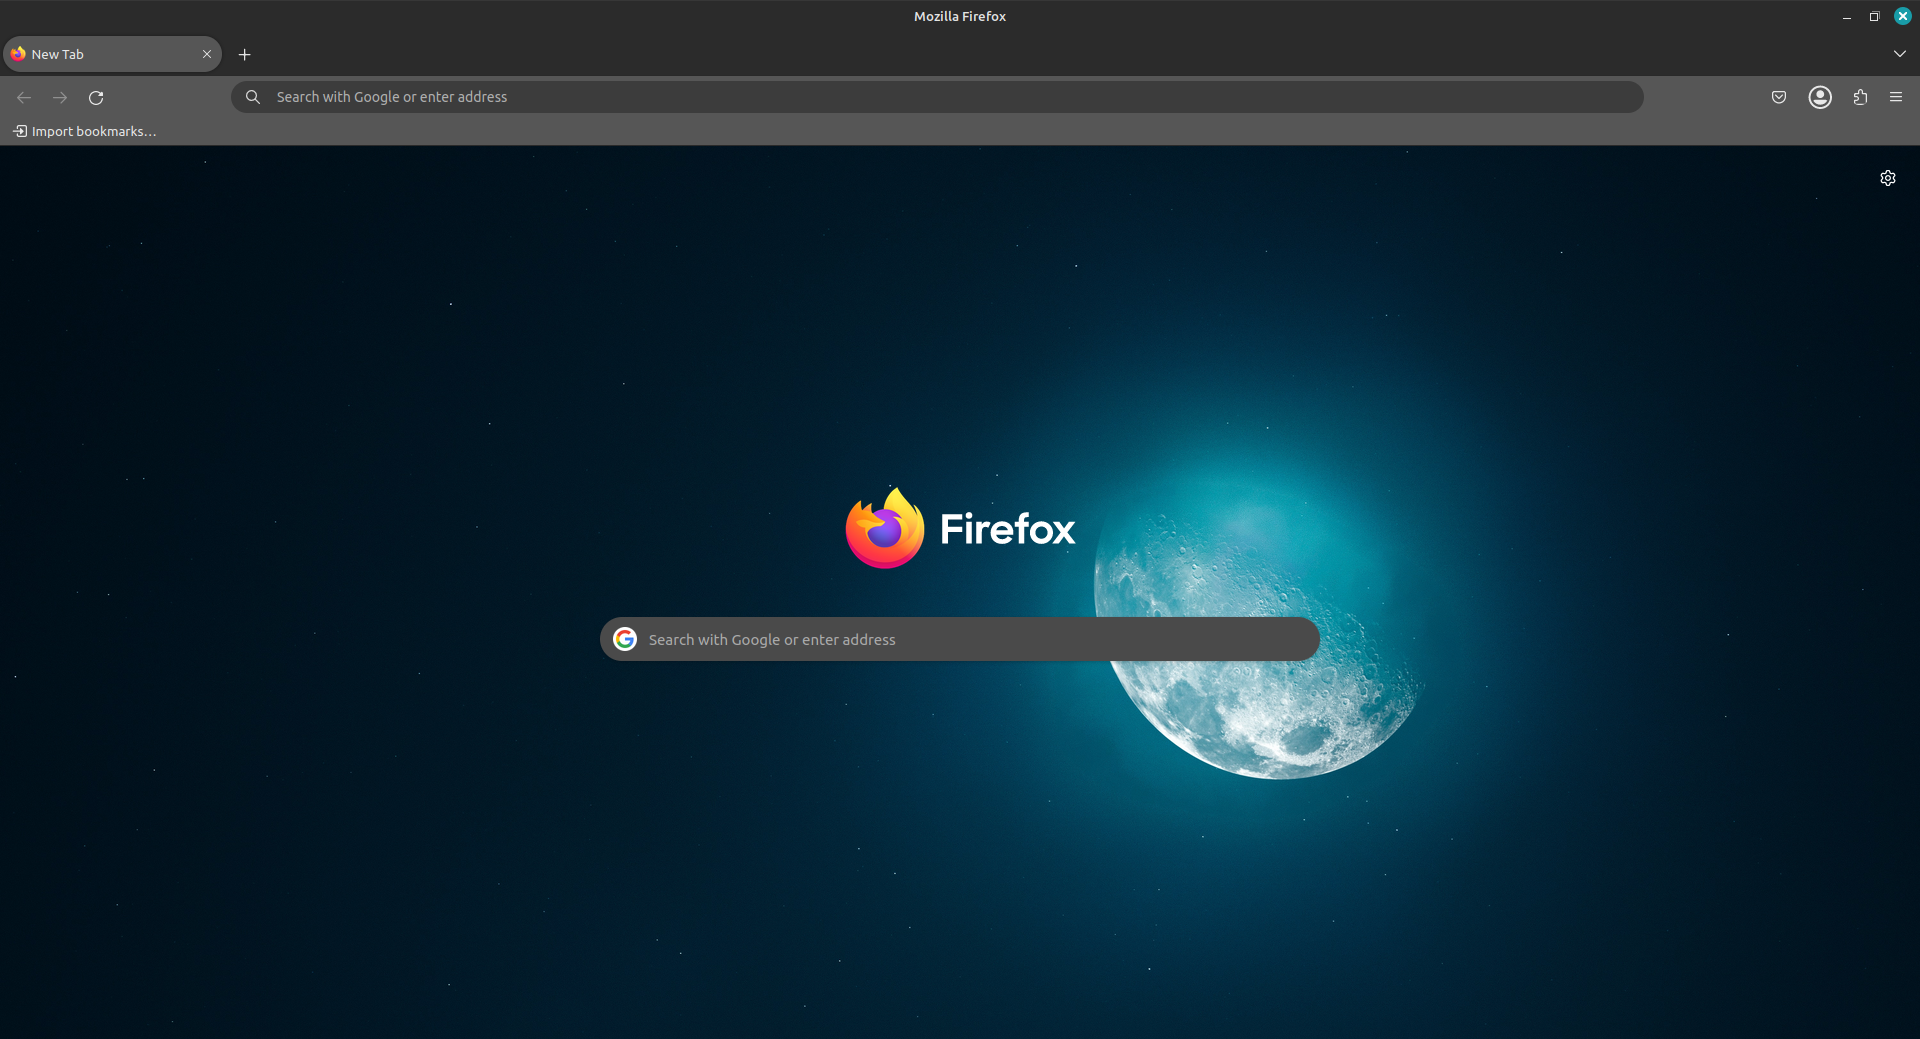 Mozilla Firefox
New Tab
Search with Google or enter address
Import bookmarks…
Firefox
Search with Google or enter address